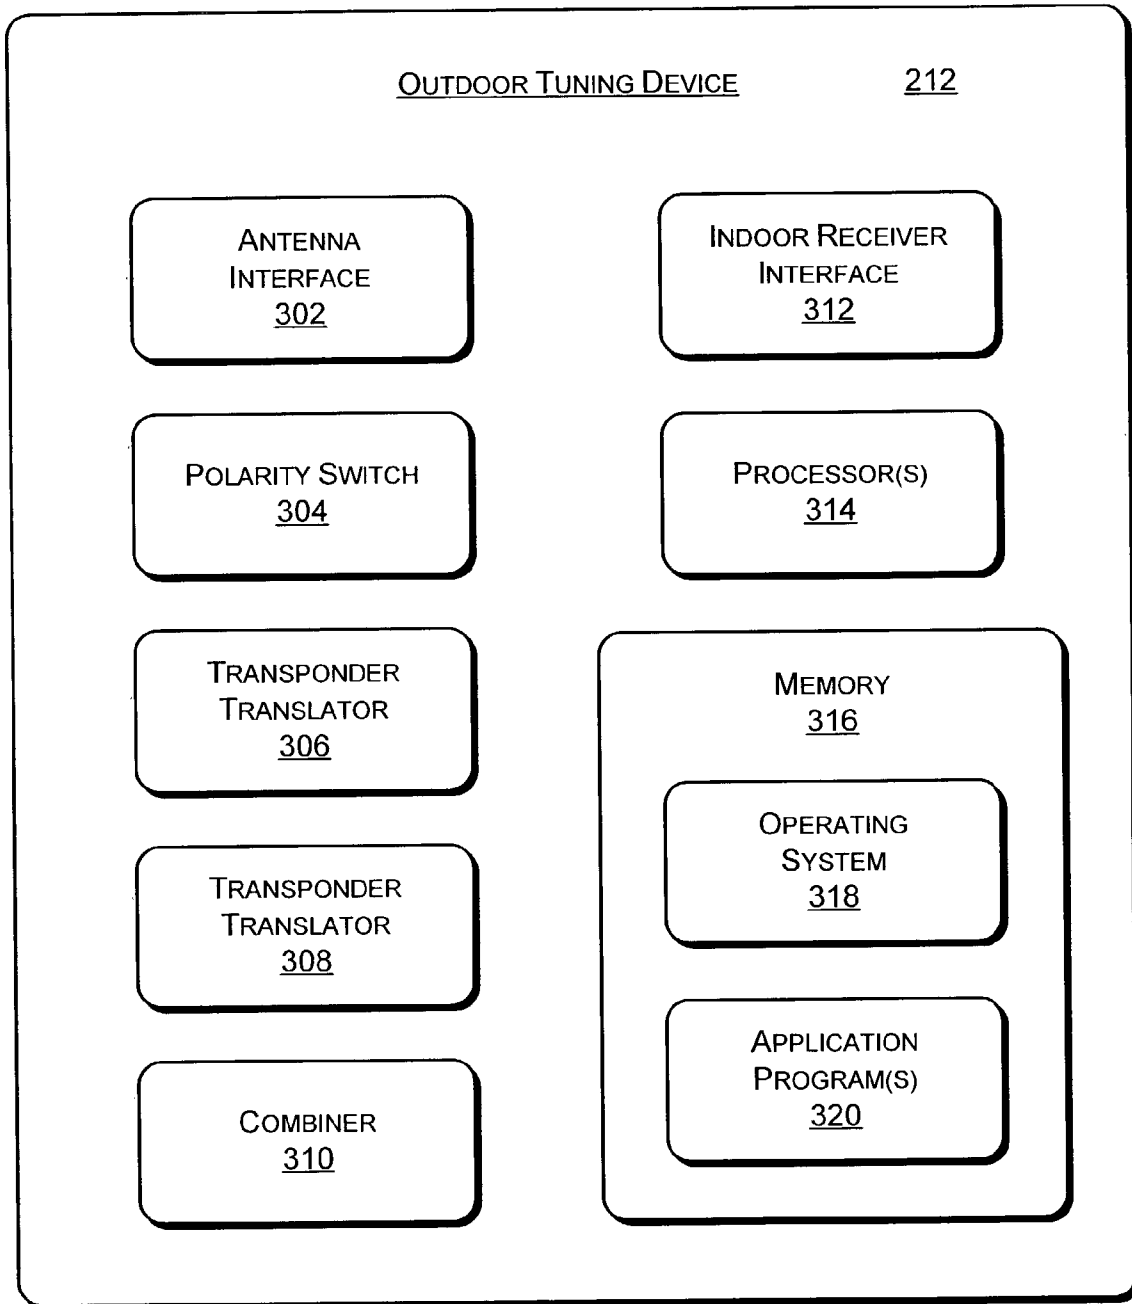 OUTDOOR TUNING DEVICE 212
ANTENNA
INTERFACE
302
POLARITY SWITCH
304
TRANSPONDER
TRANSLATOR
306
TRANSPONDER
TRANSLATOR
308
COMBINER
310
INDOOR RECEIVER
INTERFACE
312
PROCESSOR(S)
314
MEMORY
316
OPERATING
SYSTEM
318
APPLICATION
PROGRAM(S)
320